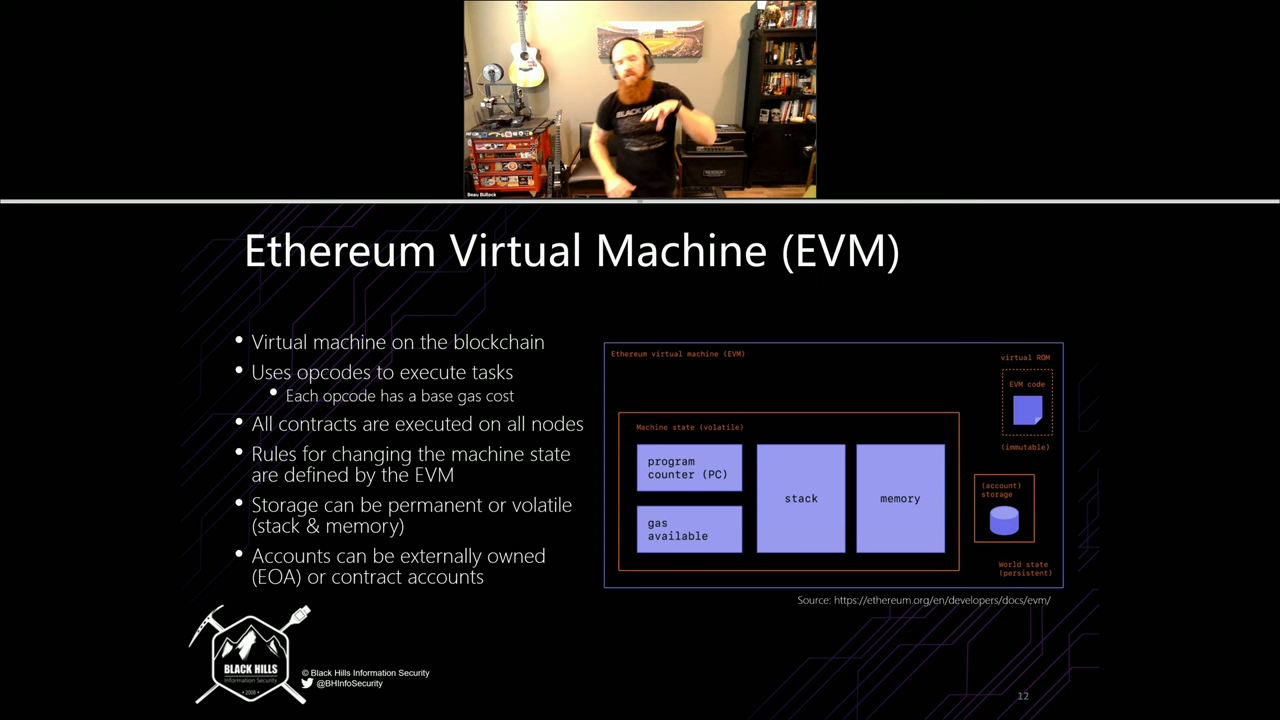 BLACK HILLS
Beau Bullock
Ethereum Virtual Machine (EVM)
• Virtual machine on the blockchain
• Uses opcodes to execute tasks
• Each opcode has a base gas cost
• All contracts are executed on all nodes
• Rules for changing the machine state
are defined by the EVM
• Storage can be permanent or volatile
(stack & memory)
• Accounts can be externally owned
(EOA) or contract accounts
Ethereum virtual machine (EVM)
virtual ROM
EVM code
(immutable)
Machine state (volatile)
program
counter (PC)
gas
available
stack
memory
(account)
storage
World state
(persistent)
Source: https://ethereum.org/en/developers/docs/evm/
BLACK HILLS
Information Security
• 2008 •
© Black Hills Information Security
@BHInfoSecurity
12